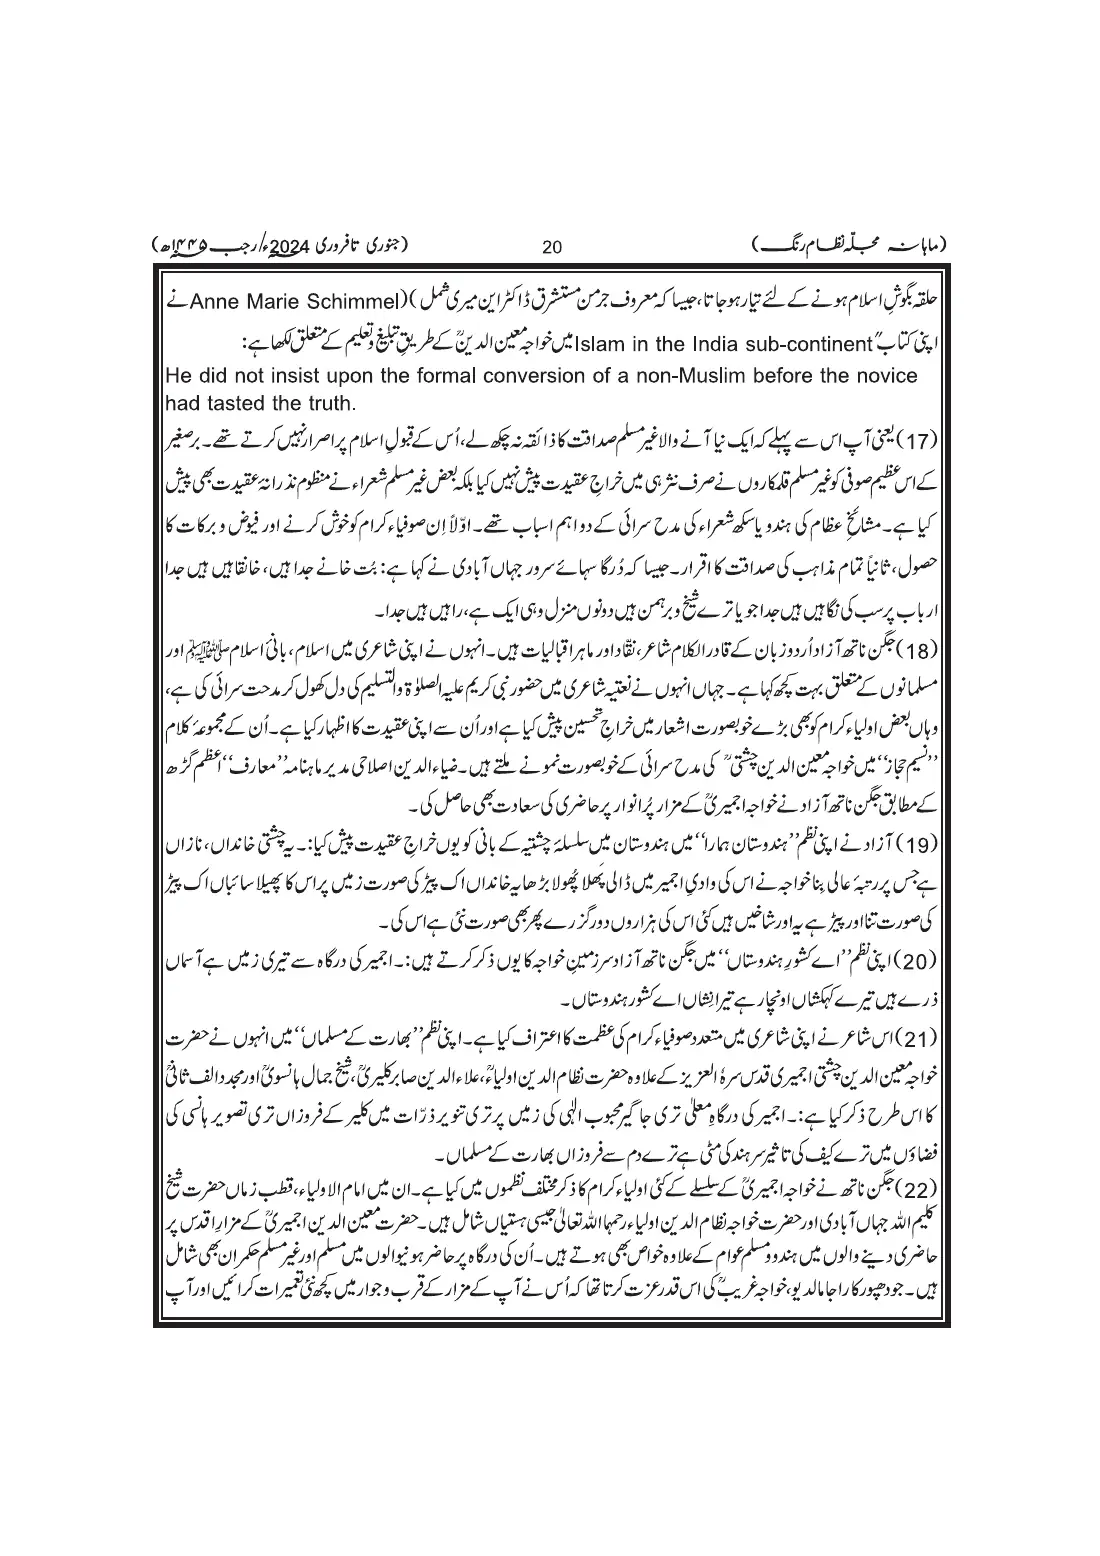 (ماہانہ مجلّہ نظام رنگ) 20 (جنوری تا فروری 2024ء/رجب ۱۴۴۵ھ)
حلقہ بگوشِ اسلام ہونے کے لئے تیار ہوجاتا، جیسا کہ معروف جرمن مستشرق ڈاکٹر این میری شمل (Anne Marie Schimmel) نے
اپنی کتاب "Islam in the India sub-continent میں خواجہ معین الدینؒ کے طریقِ تبلیغ و تعلیم کے متعلق لکھا ہے:
He did not insist upon the formal conversion of a non-Muslim before the novice
had tasted the truth.
(17) یعنی آپ اس سے پہلے کہ ایک نیا آنے والا غیر مسلم صداقت کا ذائقہ نہ چکھ لے، اُس کے قبولِ اسلام پر اصرار نہیں کرتے تھے۔ برصغیر
کے اس عظیم صوفی کو غیر مسلم قلمکاروں نے صرف نثر ہی میں خراجِ عقیدت پیش نہیں کیا بلکہ بعض غیر مسلم شعراء نے منظوم نذرانۂ عقیدت بھی پیش
کیا ہے۔ مشائخِ عظام کی ہندو یا سکھ شعراء کی مدح سرائی کے دو اہم اسباب تھے۔ اوّلاً اِن صوفیاء کرام کو خوش کرنے اور فیوض و برکات کا
حصول، ثانیاً تمام مذاہب کی صداقت کا اقرار۔ جیسا کہ دُرگا سہائے سرور جہاں آبادی نے کہا ہے: بُت خانے جدا ہیں، خانقاہیں ہیں جدا
ارباب پرسب کی نگاہیں ہیں جدا جو یا ترے شیخ و برہمن ہیں دونوں منزل وہی ایک ہے، راہیں ہیں جدا۔
(18) جگن ناتھ آزاد اُردو زبان کے قادر الکلام شاعر، نقّاد اور ماہر اقبالیات ہیں۔ انہوں نے اپنی شاعری میں اسلام، بانیٔ اسلام ﷺ اور
مسلمانوں کے متعلق بہت کچھ کہا ہے۔ جہاں انہوں نے نعتیہ شاعری میں حضور نبی کریم علیہ الصلوٰۃ والتسلیم کی دل کھول کر مدحت سرائی کی ہے،
وہاں بعض اولیاء کرام کو بھی بڑے خوبصورت اشعار میں خراجِ تحسین پیش کیا ہے اور اُن سے اپنی عقیدت کا اظہار کیا ہے۔ اُن کے مجموعۂ کلام
’’نسیم حجاز‘‘ میں خواجہ معین الدین چشتیؒ کی مدح سرائی کے خوبصورت نمونے ملتے ہیں۔ ضیاء الدین اصلاحی مدیر ماہنامہ ’’معارف‘‘ اعظم گڑھ
کے مطابق جگن ناتھ آزاد نے خواجہ اجمیریؒ کے مزار پُر انوار پر حاضری کی سعادت بھی حاصل کی۔
(19) آزاد نے اپنی نظم ’’ہندوستان ہمارا‘‘ میں ہندوستان میں سلسلۂ چشتیہ کے بانی کو یوں خراجِ عقیدت پیش کیا:۔ یہ چشتی خانداں، نازاں
ہے جس پر رتبۂ عالی بِنا خواجہ نے اس کی وادیِ اجمیر میں ڈالی پَھلا پُھولا بڑھا یہ خانداں اک پیڑ کی صورت زمیں پر اس کا پھیلا سائباں اک پیڑ
کی صورت تنا اور پیڑ ہے یہ اور شاخیں ہیں کئی اس کی ہزاروں دور گزرے پھر بھی صورت نئی ہے اس کی۔
(20) اپنی نظم ’’اے کشورِ ہندوستاں‘‘ میں جگن ناتھ آزاد سرزمینِ خواجہ کا یوں ذکر کرتے ہیں:۔ اجمیر کی درگاہ سے تیری زمیں ہے آسماں
ذرے ہیں تیرے کہکشاں اونچا رہے تیرا نِشاں اے کشور ہندوستاں۔
(21) اس شاعر نے اپنی شاعری میں متعدد صوفیاء کرام کی عظمت کا اعتراف کیا ہے۔ اپنی نظم ’’بھارت کے مسلماں‘‘ میں انہوں نے حضرت
خواجہ معین الدین چشتی اجمیری قدس سرہٗ العزیز کے علاوہ حضرت نظام الدین اولیاءؒ، علاء الدین صابر کلیریؒ، شیخ جمال ہانسویؒ اور مجدد الف ثانیؒ
کا اس طرح ذکر کیا ہے:۔ اجمیر کی درگاہِ معلیٰ تری جاگیر محبوب الٰہی کی زمیں پر تری تنویر ذرّات میں کلیر کے فروزاں تری تصویر ہانسی کی
فضاؤں میں ترے کیف کی تاثیر سرہند کی مٹی ہے ترے دم سے فروزاں بھارت کے مسلماں۔
(22) جگن ناتھ نے خواجہ اجمیریؒ کے سلسلے کے کئی اولیاء کرام کا ذکر مختلف نظموں میں کیا ہے۔ ان میں امام الاولیاء، قطب زماں حضرت شیخ
کلیم اللہ جہاں آبادی اور حضرت خواجہ نظام الدین اولیاء رحمہا اللہ تعالیٰ جیسی ہستیاں شامل ہیں۔ حضرت معین الدین اجمیریؒ کے مزارِ اقدس پر
حاضری دینے والوں میں ہندو و مسلم عوام کے علاوہ خواص بھی ہوتے ہیں۔ اُن کی درگاہ پر حاضر ہونیوالوں میں مسلم اور غیر مسلم حکمران بھی شامل
ہیں۔ جودھپور کا راجا مالدیو، خواجہ غریبؒ کی اس قدر عزت کرتا تھا کہ اُس نے آپ کے مزار کے قرب و جوار میں کچھ نئی تعمیرات کرائیں اور آپ